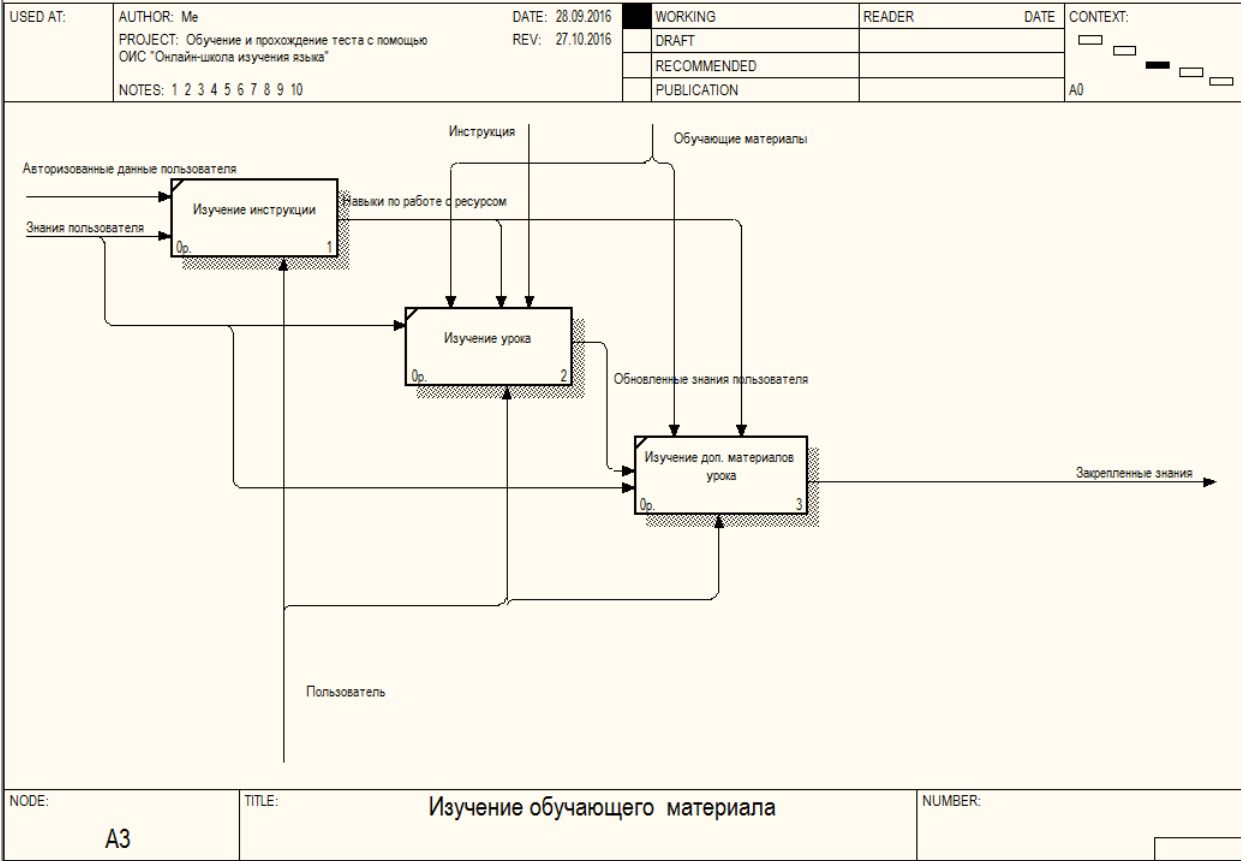 USED AT:
AUTHOR: Me
DATE: 28.09.2016
PROJECT: Обучение и прохождение теста с помощью
ОИС "Онлайн-школа изучения языка"
REV: 27.10.2016
NOTES: 1 2 3 4 5 6 7 8 9 10
WORKING
DRAFT
RECOMMENDED
PUBLICATION
READER
DATE
CONTEXT:
A0
Инструкция
Обучающие материалы
Авторизованные данные пользователя
Знания пользователя
Изучение инструкции
0р.
1
Навыки по работе с ресурсом
Изучение урока
0р.
2
Обновленные знания пользователя
Изучение доп. материалов
урока
0р.
3
Закрепленные знания
Пользователь
NODE:
A3
TITLE:
Изучение обучающего материала
NUMBER: